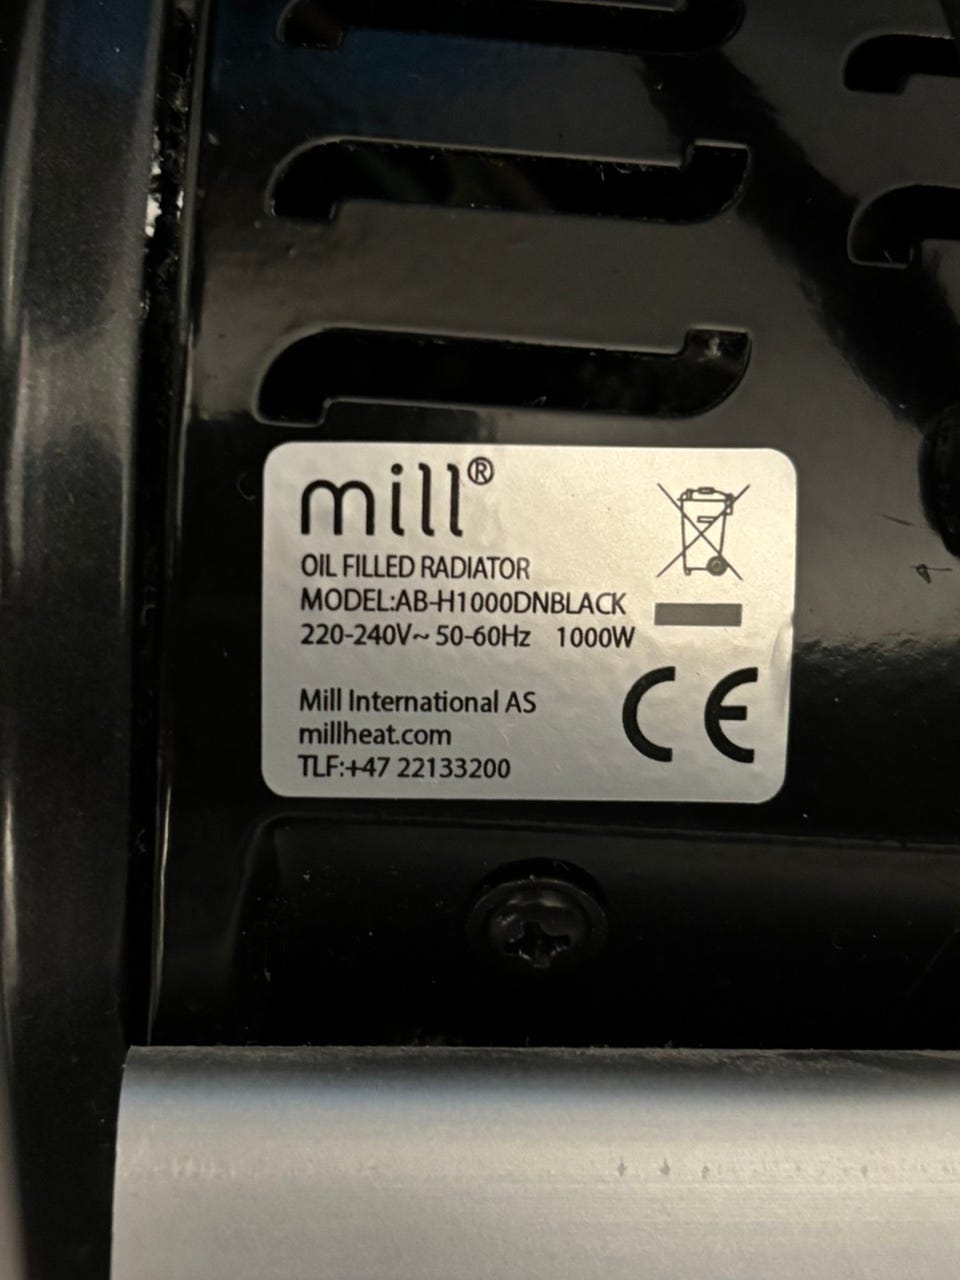 mill®
OIL FILLED RADIATOR
MODEL:AB-H1000DNBLACK
220-240V~ 50-60Hz 1000W
Mill International AS
millheat.com
TLF:+47 22133200
CE